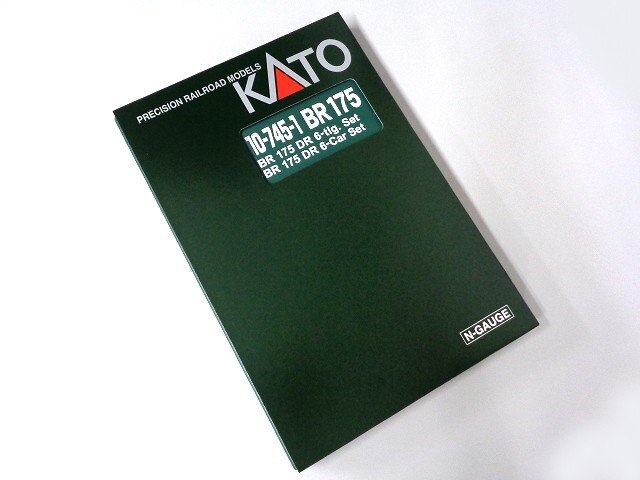 PRECISION RAILROAD MODELS
KATO
10-745-1 BR 175
BR 175 DR 6-tlg. Set
BR 175 DR 6-Car Set
N-GAUGE